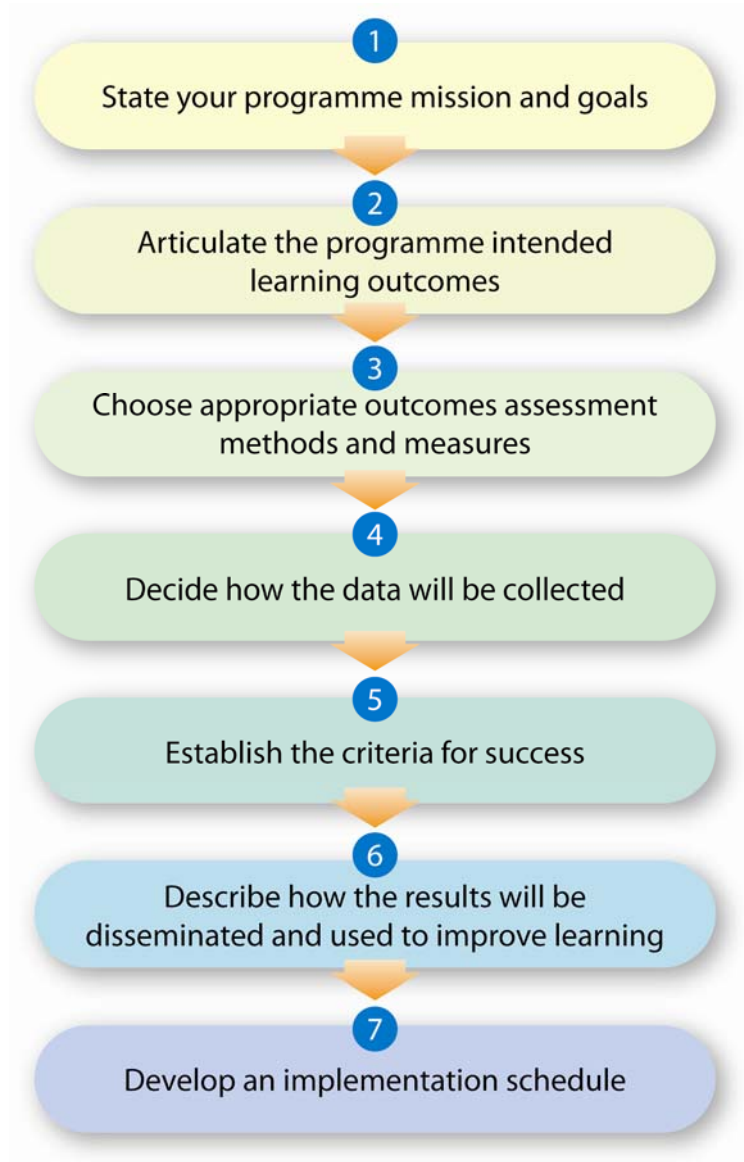 1
State your programme mission and goals
2
Articulate the programme intended
learning outcomes
3
Choose appropriate outcomes assessment
methods and measures
4
Decide how the data will be collected
5
Establish the criteria for success
6
Describe how the results will be
disseminated and used to improve learning
7
Develop an implementation schedule